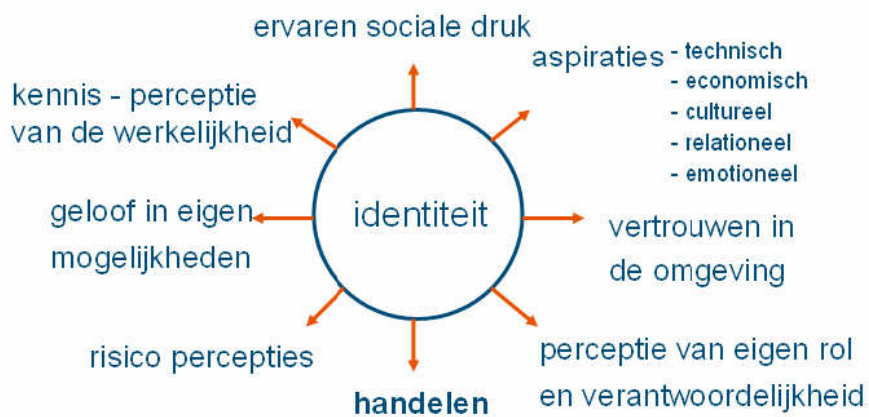 ervaren sociale druk
aspiraties - technisch
- economisch
- cultureel
- relationeel
- emotioneel
kennis - perceptie
van de werkelijkheid
geloof in eigen
mogelijkheden
identiteit
vertrouwen in
de omgeving
risico percepties
handelen
perceptie van eigen rol
en verantwoordelijkheid